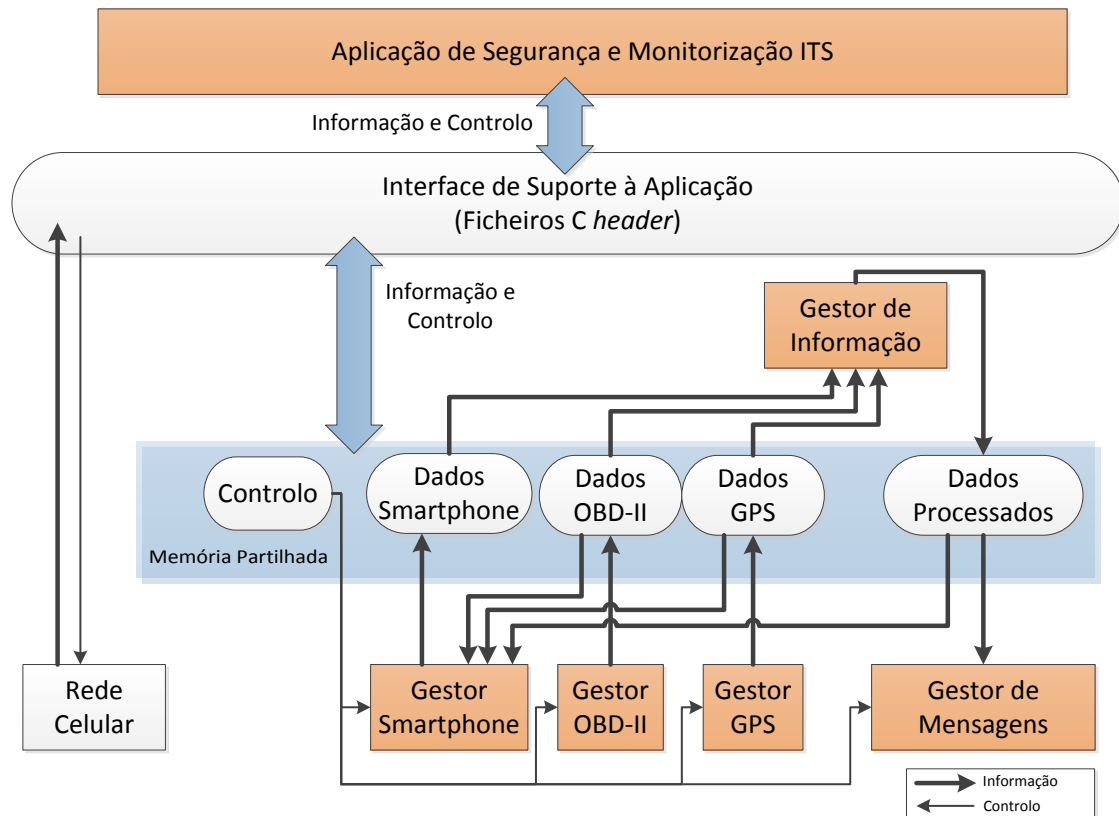 Aplicação de Segurança e Monitorização ITS
Informação e Controlo
Interface de Suporte à Aplicação
(Ficheiros C header)
Informação e
Controlo
Gestor de
Informação
Controlo
Dados
Smartphone
Dados
OBD-II
Dados
GPS
Dados
Processados
Memória Partilhada
Rede
Celular
Gestor
Smartphone
Gestor
OBD-II
Gestor
GPS
Gestor de
Mensagens
Informação
Controlo